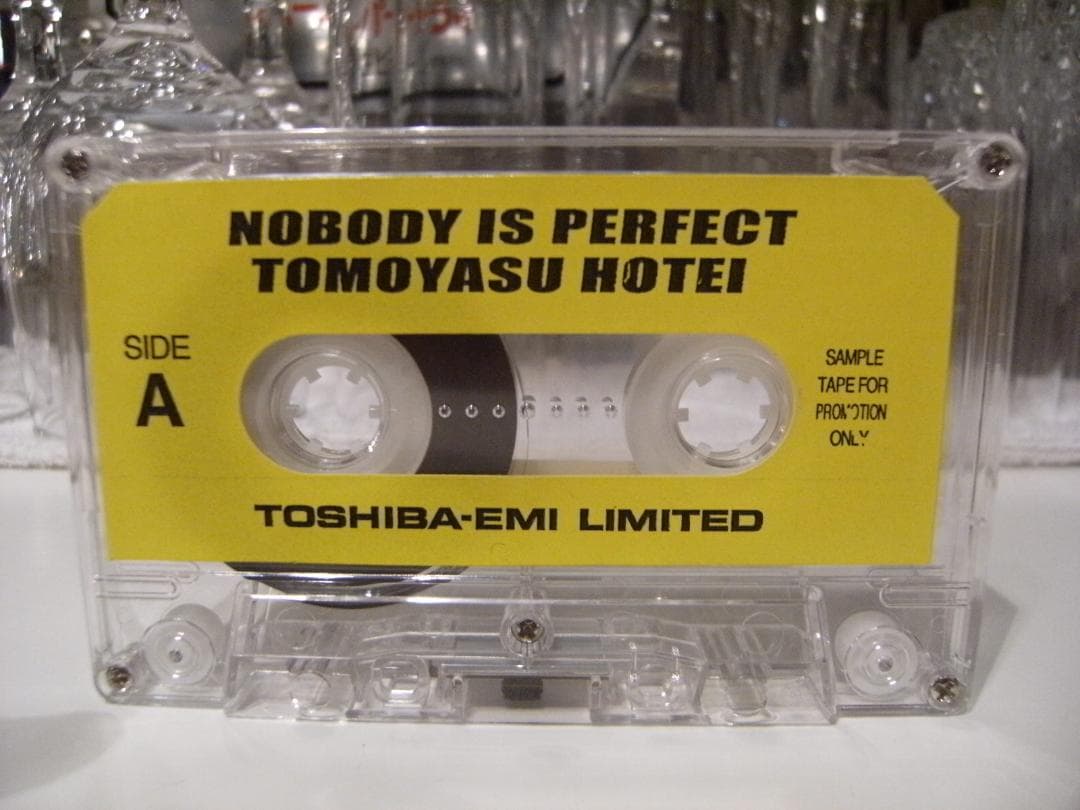 NOBODY IS PERFECT
TOMOYASU HOTEI
SIDE
A
SAMPLE
TAPE FOR
PROMOTION
ONLY
TOSHIBA-EMI LIMITED